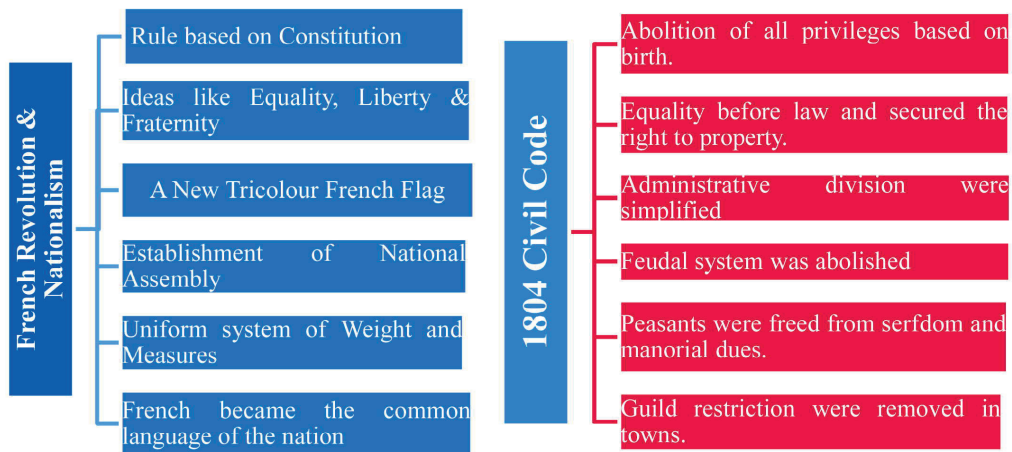 French Revolution &
Nationalism
Rule based on Constitution
Ideas like Equality, Liberty &
Fraternity
A New Tricolour French Flag
Establishment of National
Assembly
Uniform system of Weight and
Measures
French became the common
language of the nation
1804 Civil Code
Abolition of all privileges based on
birth.
Equality before law and secured the
right to property.
Administrative division were
simplified
Feudal system was abolished
Peasants were freed from serfdom and
manorial dues.
Guild restriction were removed in
towns.